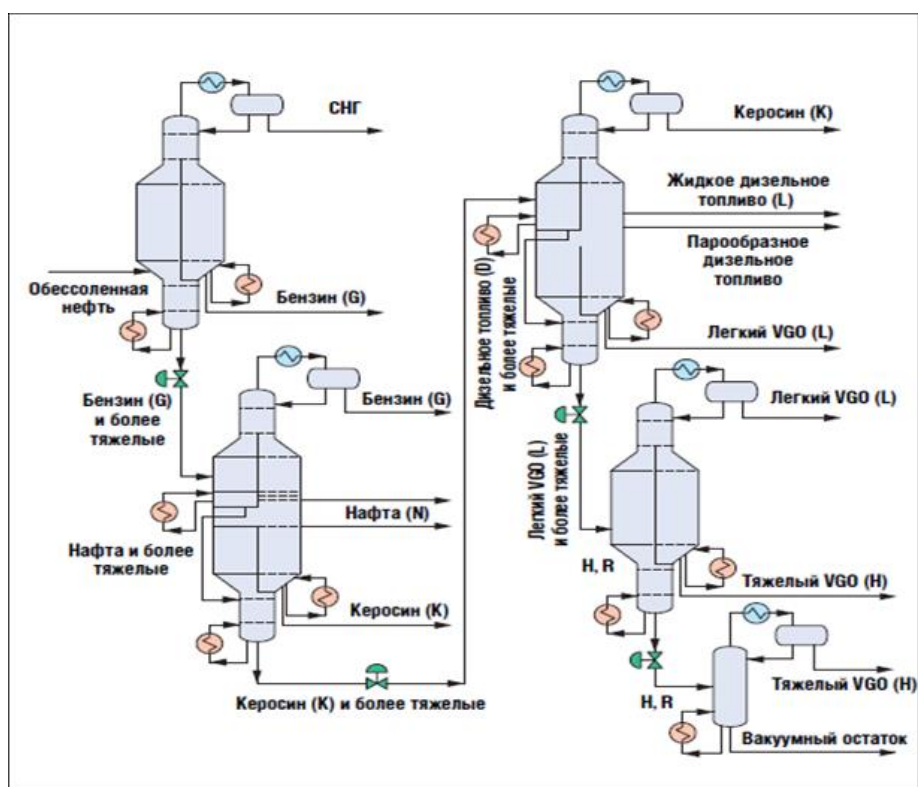 СНГ
Обессоленная
нефть
Бензин (G)
Бензин (G)
и более
тяжелые
Бензин (G)
Нафта (N)
Нафта и более
тяжелые
Керосин (K)
Керосин (K) и более тяжелые
Керосин (K)
Жидкое дизельное
топливо (L)
Парообразное
дизельное
топливо
Дизельное топливо (D)
и более тяжелые
Легкий VGO (L)
Легкий VGO (L)
и более тяжелые
Легкий VGO (L)
H, R
Тяжелый VGO (H)
H, R
Тяжелый VGO (H)
Вакуумный остаток